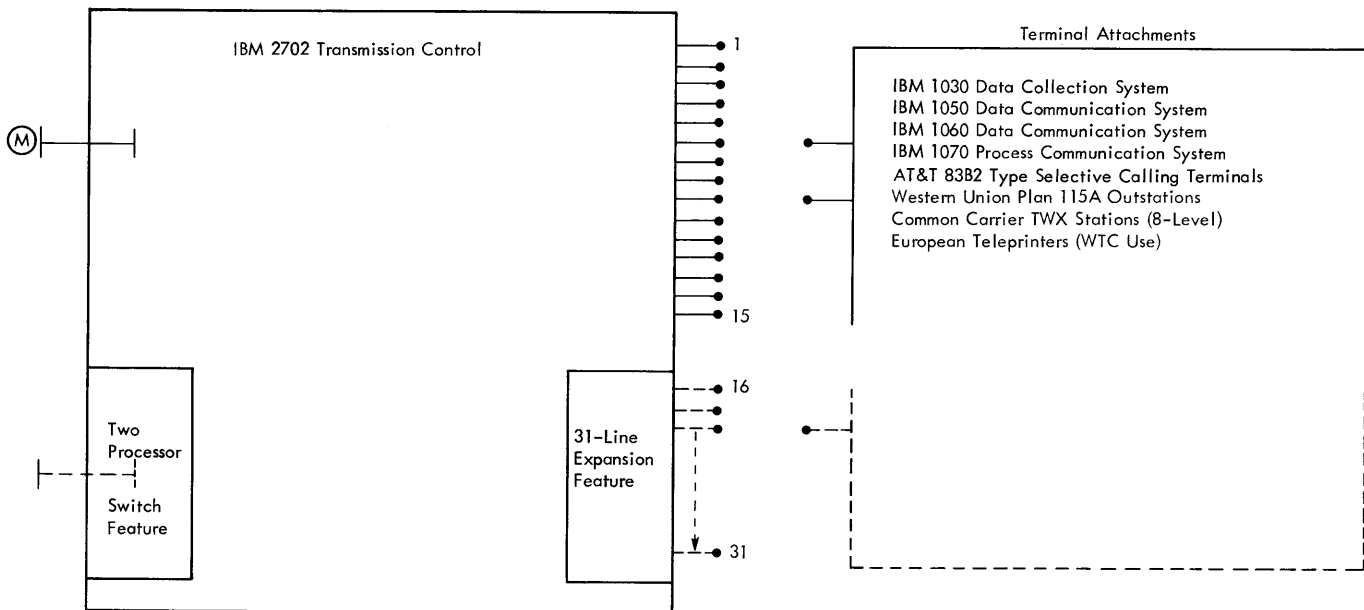 IBM 2702 Transmission Control
M
Two
Processor
Switch
Feature
31-Line
Expansion
Feature
1
15
16
31
Terminal Attachments
IBM 1030 Data Collection System
IBM 1050 Data Communication System
IBM 1060 Data Communication System
IBM 1070 Process Communication System
AT&T 83B2 Type Selective Calling Terminals
Western Union Plan 115A Outstations
Common Carrier TWX Stations (8-Level)
European Teleprinters (WTC Use)